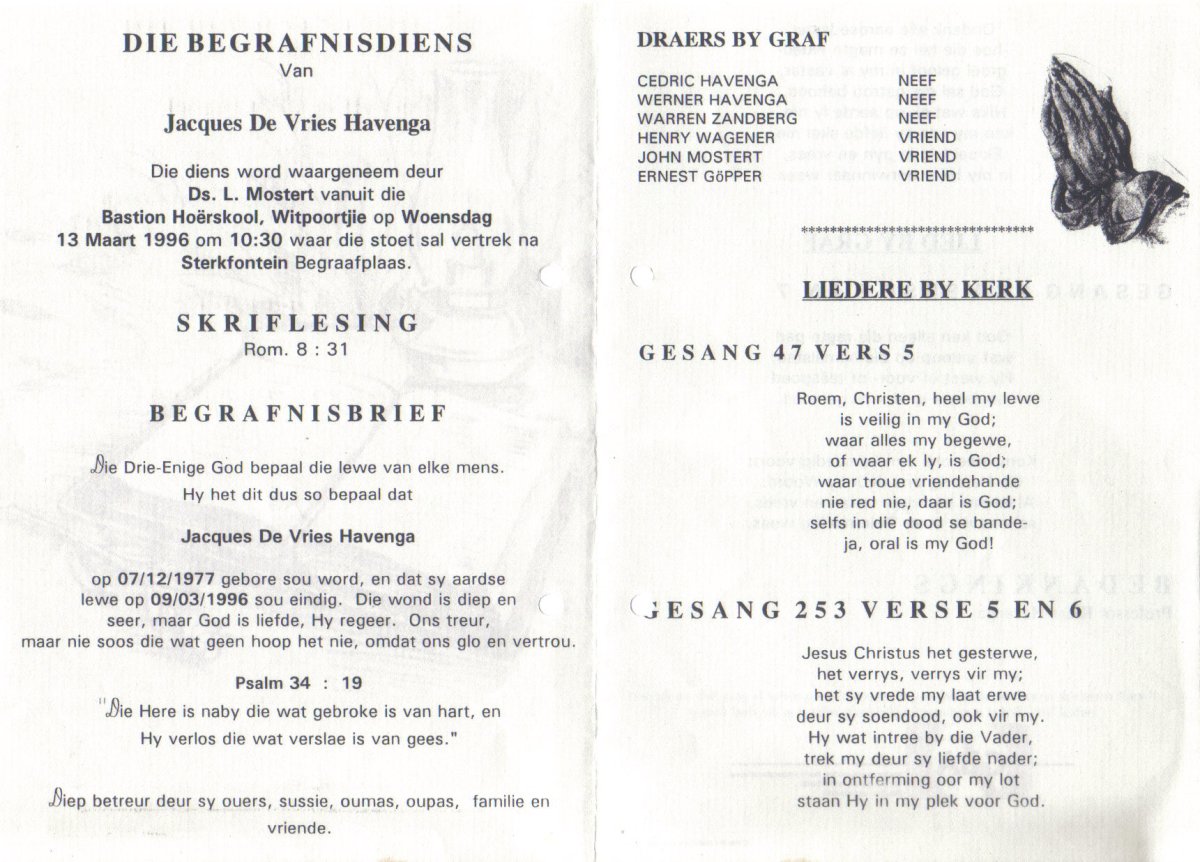 DIE BEGRAFNISDIENS
Van
Jacques De Vries Havenga
Die diens word waargeneem deur
Ds. L. Mostert vanuit die
Bastion Hoërskool, Witpoortjie op Woensdag
13 Maart 1996 om 10:30 waar die stoet sal vertrek na
Sterkfontein Begraafplaas.
SKRIFLESING
Rom. 8 : 31
BEGRAFNISBRIEF
Die Drie-Enige God bepaal die lewe van elke mens.
Hy het dit dus so bepaal dat
Jacques De Vries Havenga
op 07/12/1977 gebore sou word, en dat sy aardse
lewe op 09/03/1996 sou eindig. Die wond is diep en
seer, maar God is liefde, Hy regeer. Ons treur,
maar nie soos die wat geen hoop het nie, omdat ons glo en vertrou.
Psalm 34 : 19
"Die Here is naby die wat gebroke is van hart, en
Hy verlos die wat verslae is van gees."
Diep betreur deur sy ouers, sussie, oumas, oupas, familie en
vriende.
DRAERS BY GRAF
CEDRIC HAVENGA NEEF
WERNER HAVENGA NEEF
WARREN ZANDBERG NEEF
HENRY WAGENER VRIEND
JOHN MOSTERT VRIEND
ERNEST GöPPER VRIEND
********************************
LIEDERE BY KERK
GESANG 47 VERS 5
Roem, Christen, heel my lewe
is veilig in my God;
waar alles my begewe,
of waar ek ly, is God;
waar troue vriendehande
nie red nie, daar is God;
selfs in die dood se bande-
ja, oral is my God!
GESANG 253 VERSE 5 EN 6
Jesus Christus het gesterwe,
het verrys, verrys vir my;
het sy vrede my laat erwe
deur sy soendood, ook vir my.
Hy wat intree by die Vader,
trek my deur sy liefde nader;
in ontferming oor my lot
staan Hy in my plek voor God.